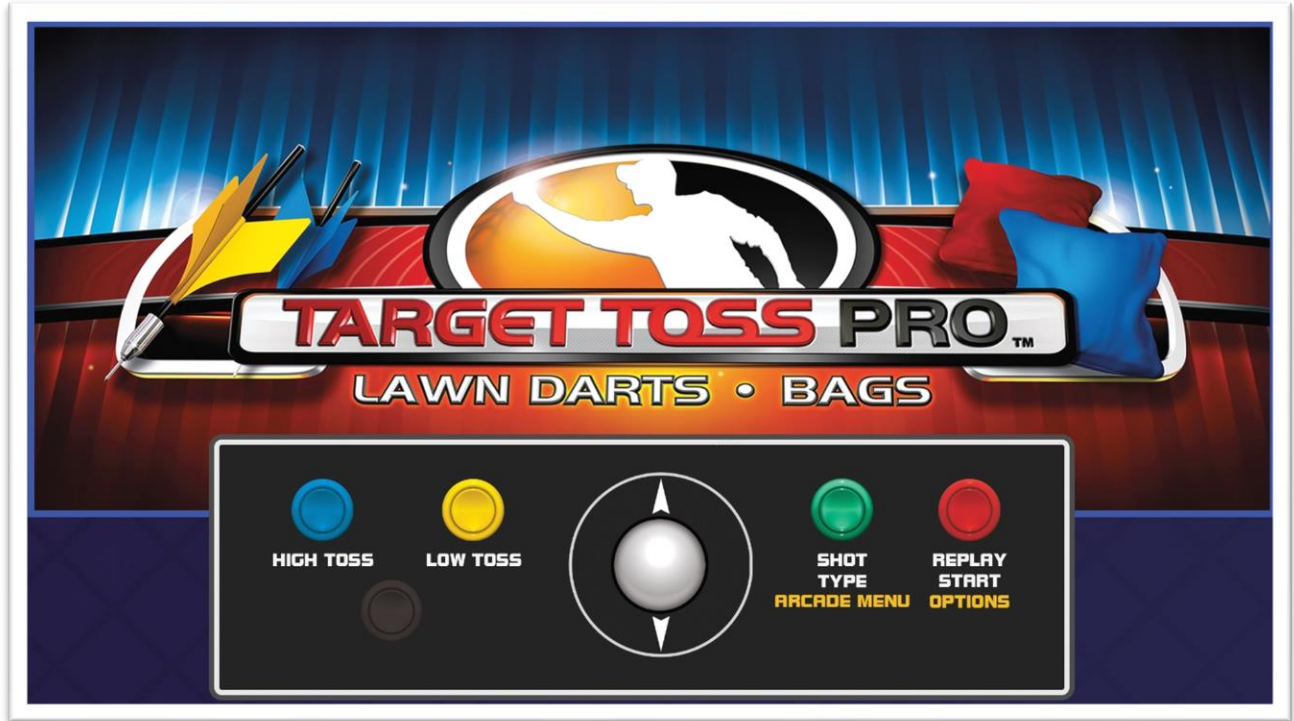 TARGET TOSS PRO™
LAWN DARTS • BAGS
HIGH TOSS
LOW TOSS
SHOT
TYPE
ARCADE MENU
REPLAY
START
OPTIONS